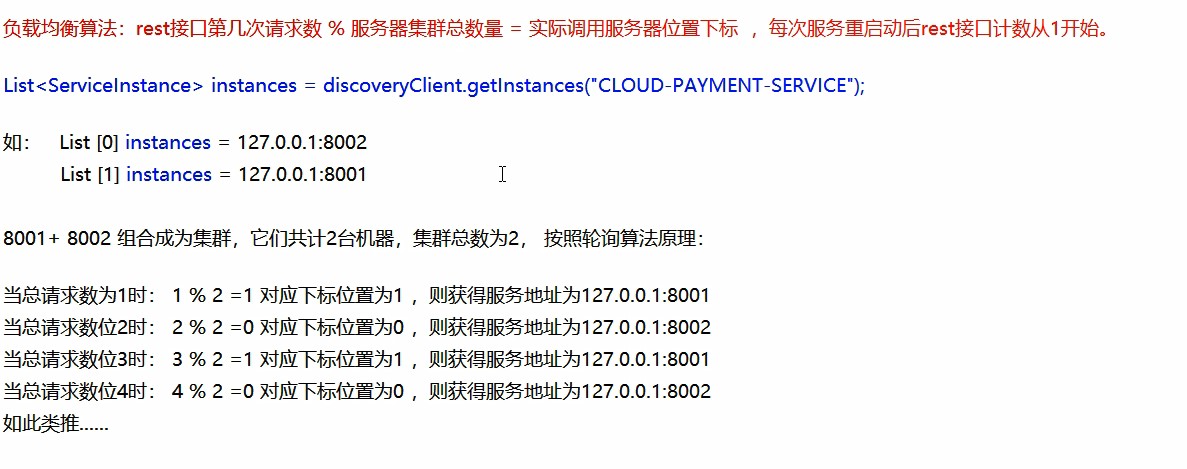 负载均衡算法：rest接口第几次请求数 % 服务器集群总数量 = 实际调用服务器位置下标 ，每次服务重启动后rest接口计数从1开始。
List<ServiceInstance> instances = discoveryClient.getInstances("CLOUD-PAYMENT-SERVICE");
如： List [0] instances = 127.0.0.1:8002
List [1] instances = 127.0.0.1:8001
8001+ 8002 组合成为集群，它们共计2台机器，集群总数为2， 按照轮询算法原理：
当总请求数为1时： 1 % 2 =1 对应下标位置为1 ，则获得服务地址为127.0.0.1:8001
当总请求数位2时： 2 % 2 =0 对应下标位置为0 ，则获得服务地址为127.0.0.1:8002
当总请求数位3时： 3 % 2 =1 对应下标位置为1 ，则获得服务地址为127.0.0.1:8001
当总请求数位4时： 4 % 2 =0 对应下标位置为0 ，则获得服务地址为127.0.0.1:8002
如此类推......